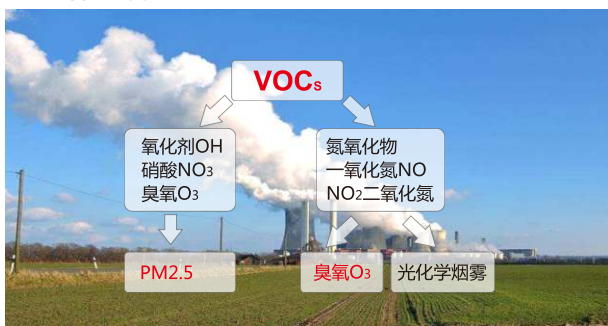 VOCs
氧化剂OH
硝酸NO3
臭氧O3
氮氧化物
一氧化氮NO
NO2二氧化氮
PM2.5
臭氧O3
光化学烟雾